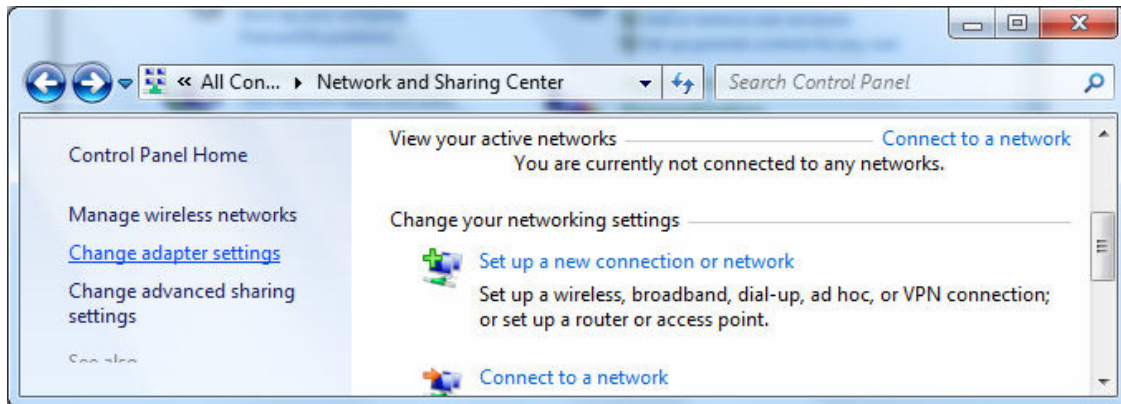 « All Con... ▸ Network and Sharing Center
Search Control Panel
Control Panel Home
Manage wireless networks
Change adapter settings
Change advanced sharing
settings
See also
View your active networks
Connect to a network
You are currently not connected to any networks.
Change your networking settings
Set up a new connection or network
Set up a wireless, broadband, dial-up, ad hoc, or VPN connection;
or set up a router or access point.
Connect to a network